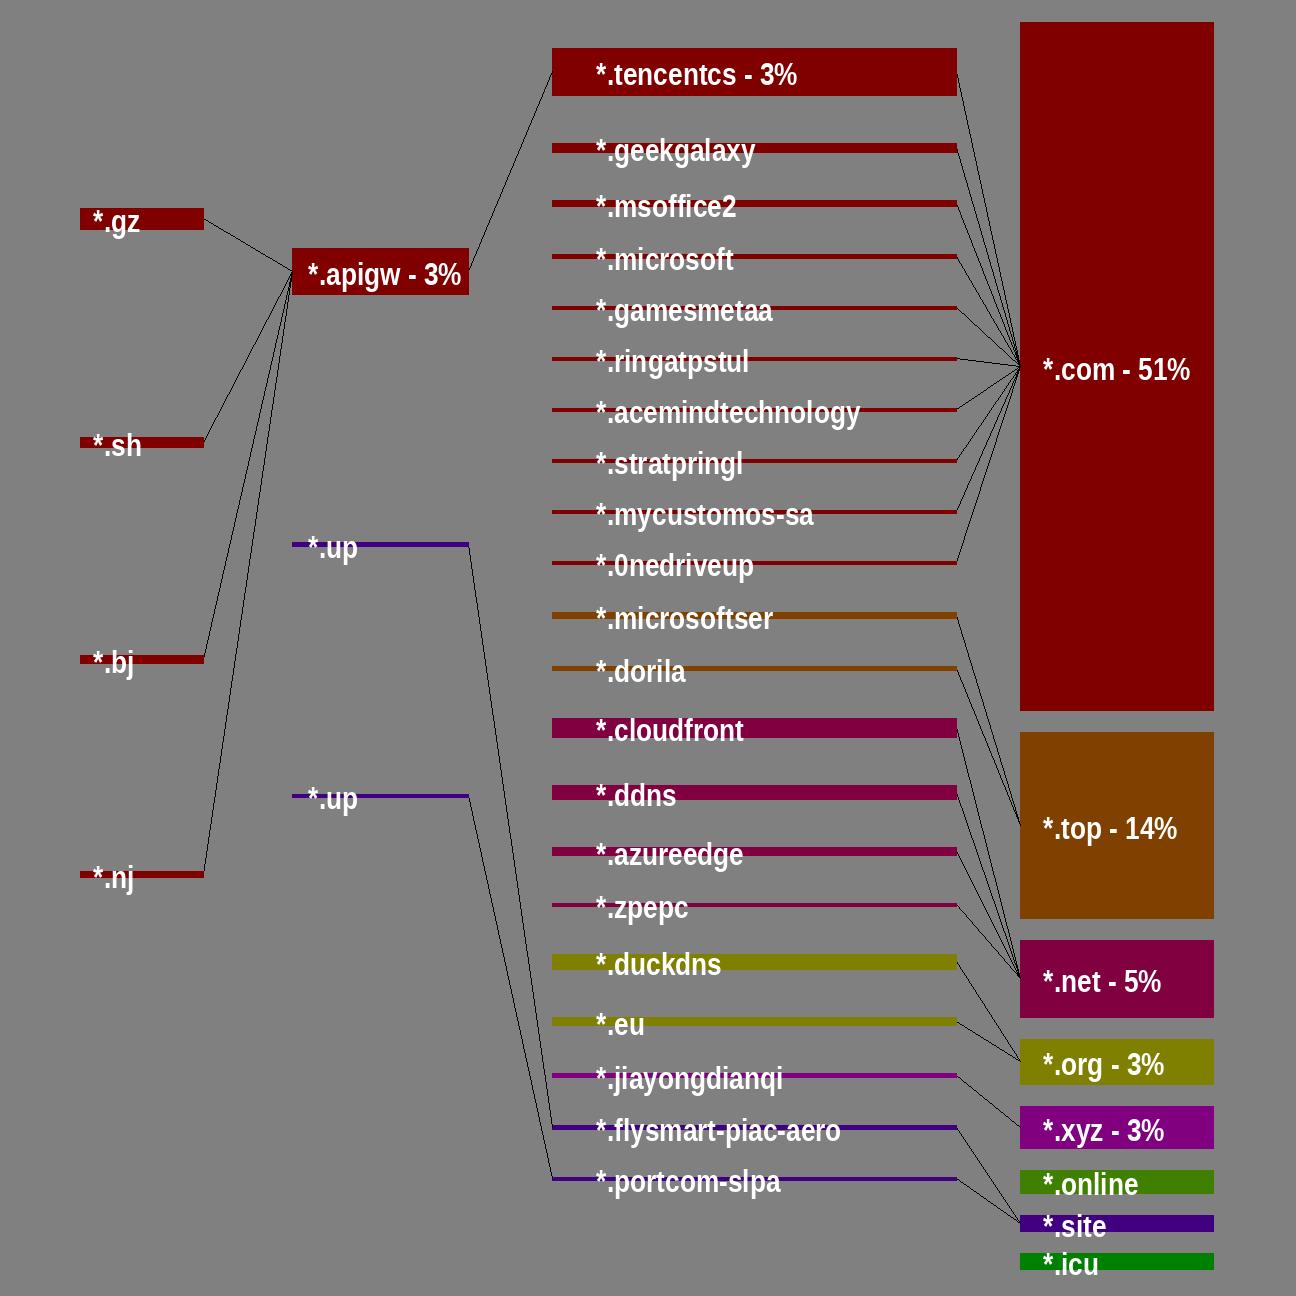 *.gz
*.sh
*.bj
*.nj
*.apigw - 3%
*.up
*.up
*.tencentcs - 3%
*.geekgalaxy
*.msoffice2
*.microsoft
*.gamesmetaa
*.ringatpstul
*.acemindtechnology
*.stratpringl
*.mycustomos-sa
*.0nedriveup
*.microsoftser
*.dorila
*.cloudfront
*.ddns
*.azureedge
*.zpepc
*.duckdns
*.eu
*.jiayongdianqi
*.flysmart-piac-aero
*.portcom-slpa
*.com - 51%
*.top - 14%
*.net - 5%
*.org - 3%
*.xyz - 3%
*.online
*.site
*.icu